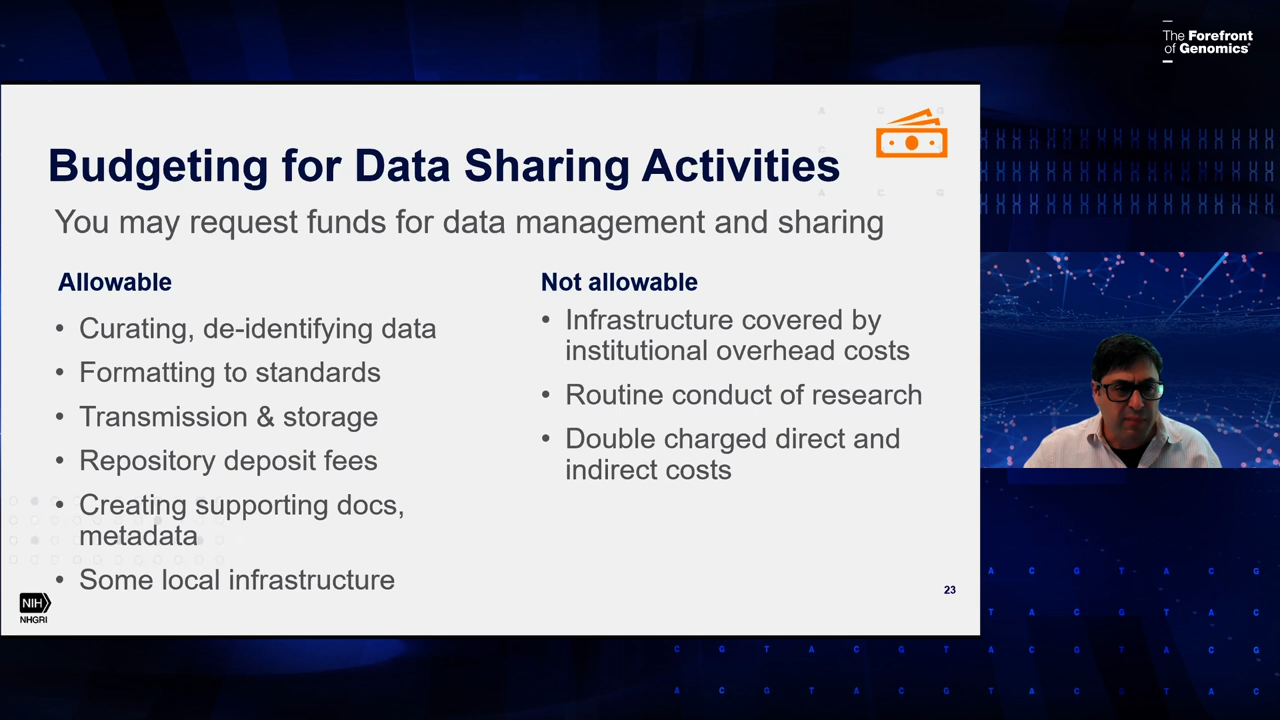 The Forefront
of Genomics®
Budgeting for Data Sharing Activities
You may request funds for data management and sharing
Allowable
• Curating, de-identifying data
• Formatting to standards
• Transmission & storage
• Repository deposit fees
• Creating supporting docs,
metadata
• Some local infrastructure
Not allowable
• Infrastructure covered by
institutional overhead costs
• Routine conduct of research
• Double charged direct and
indirect costs
NIH
NHGRI
23
A C G T A C G
T A C G T A C
C G T A C G T A C G T A C G
A C G T A C G T A C G T A C